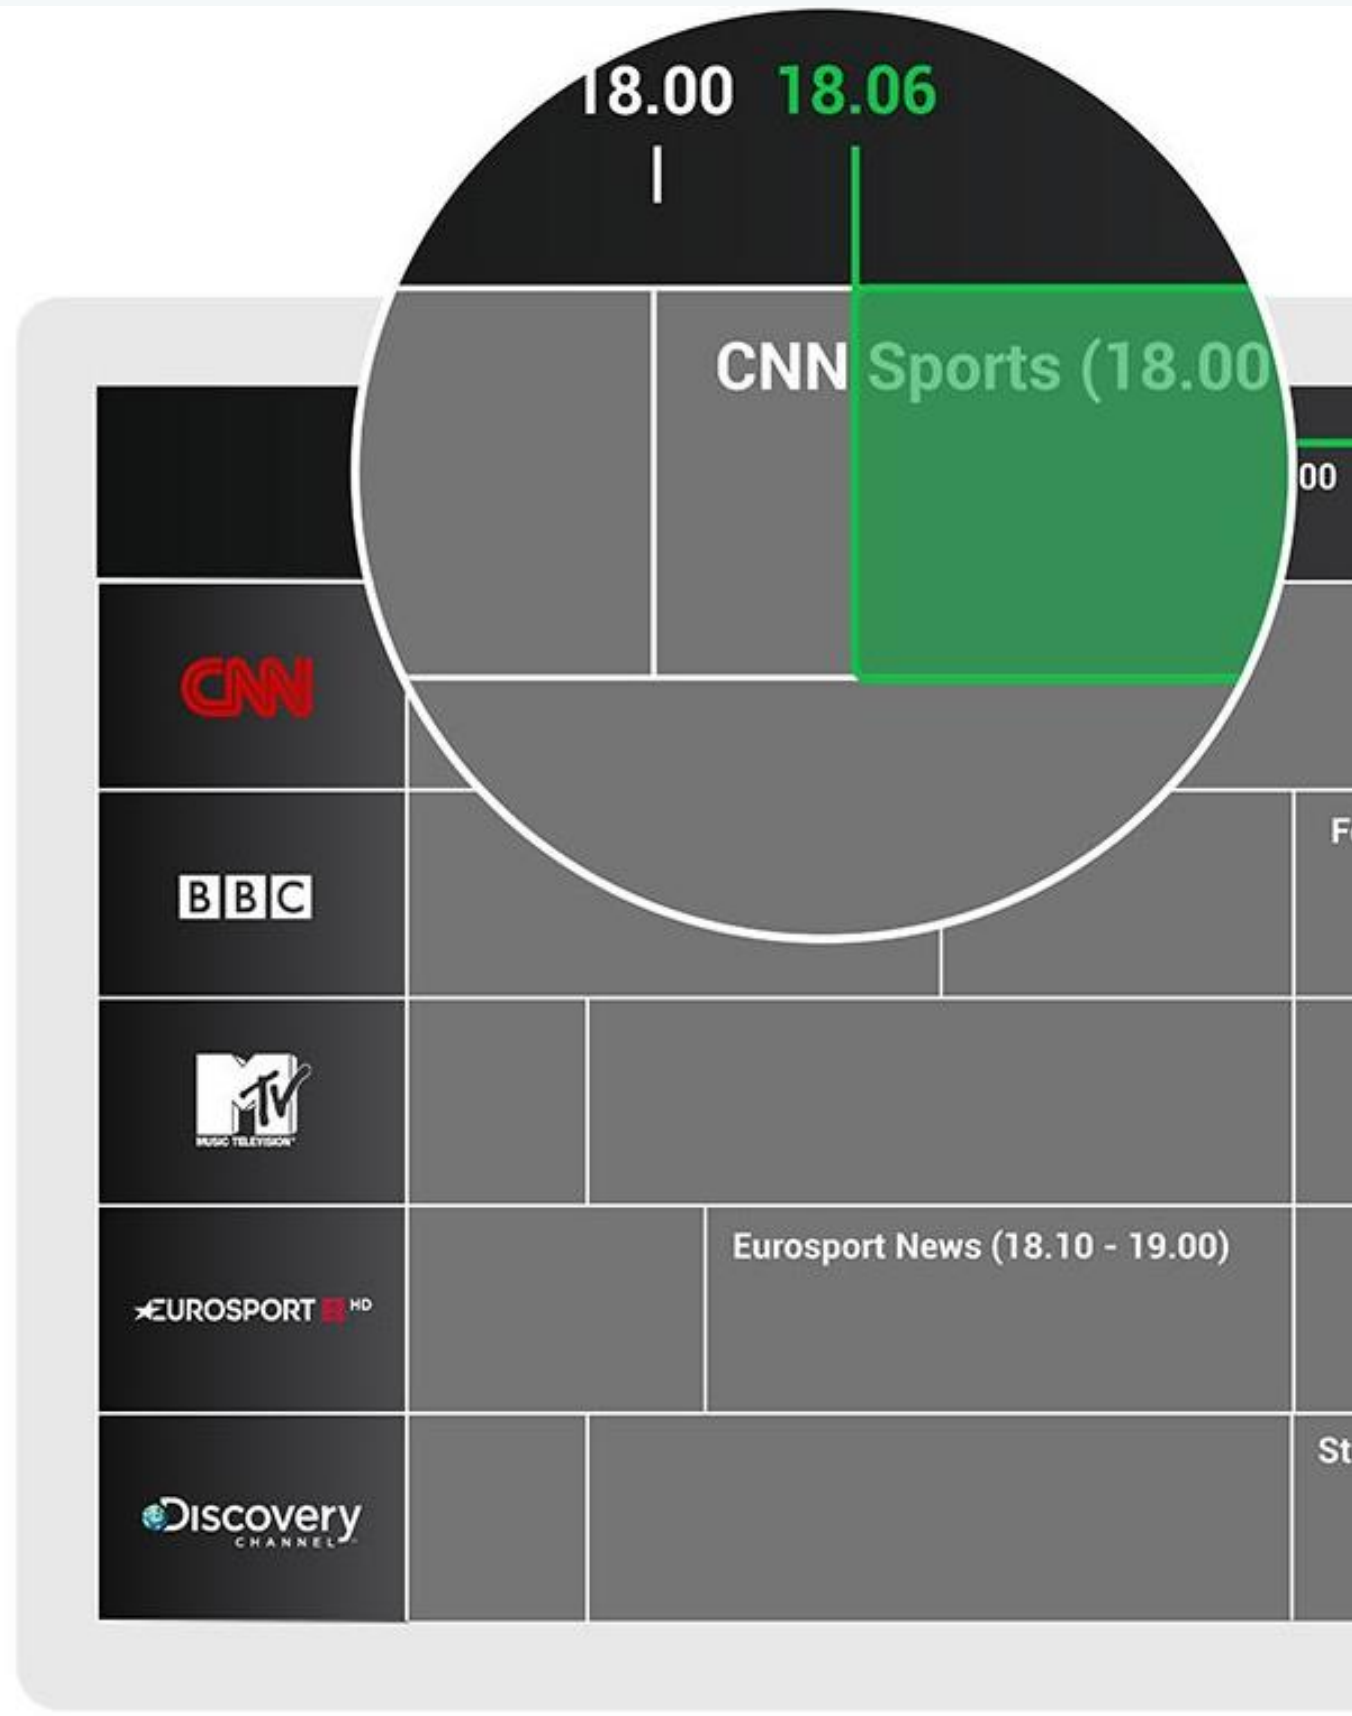 18.00 18.06
CNN Sports (18.00
00
CNN
BBC
MTV
MUSIC TELEVISION
Eurosport News (18.10 - 19.00)
EUROSPORT HD
St
Discovery
CHANNEL